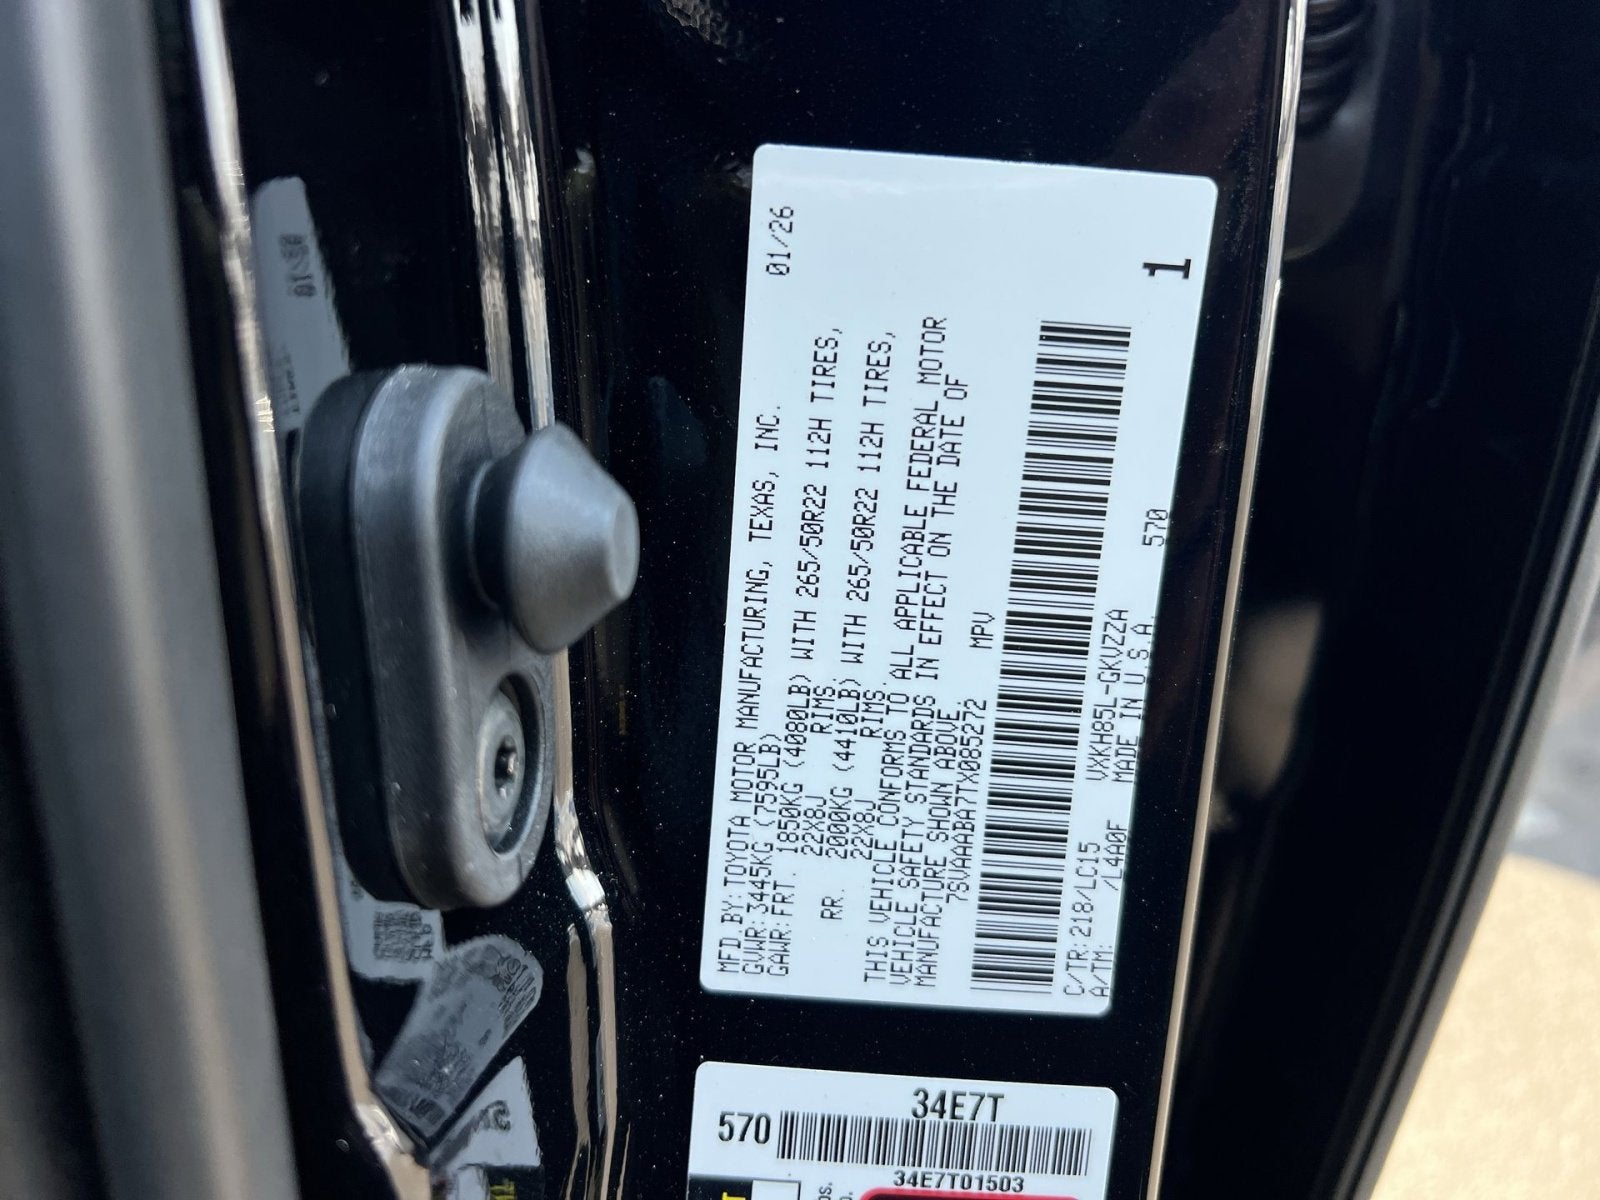 MFD.BY:TOYOTA MOTOR MANUFACTURING, TEXAS, INC. 01/26
GVWR:3445KG (7595LB)
GAWR:FRT. 1850KG (4080LB) WITH 265/50R22 112H TIRES,
22X8J RIMS,
RR. 2000KG (4410LB) WITH 265/50R22 112H TIRES,
22X8J RIMS.
THIS VEHICLE CONFORMS TO ALL APPLICABLE FEDERAL MOTOR
VEHICLE SAFETY STANDARDS IN EFFECT ON THE DATE OF
MANUFACTURE SHOWN ABOVE.
7SVAAABA7TX085272 MPV
C/TR:218/LC15 VXKH85L-GKVZZA
A/TM: /L4A0F MADE IN U.S.A. 570
1
34E7T
570
34E7T01503